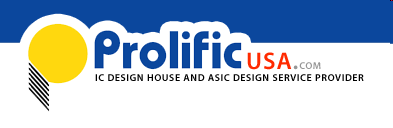 Prolific USA.COM
IC DESIGN HOUSE AND ASIC DESIGN SERVICE PROVIDER